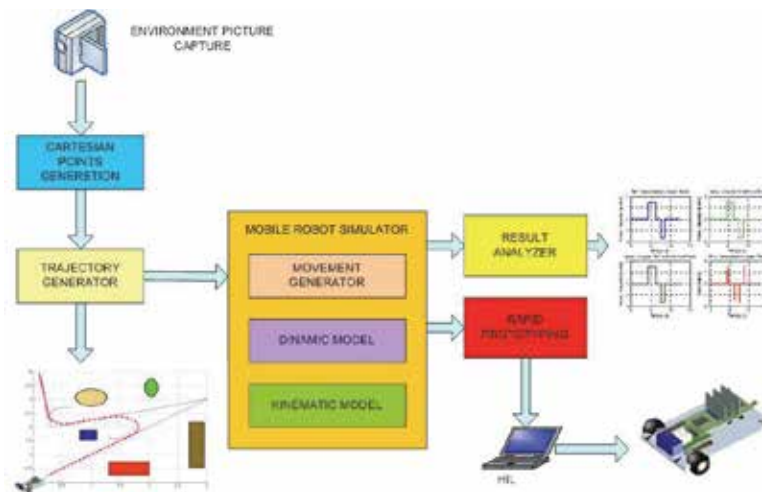 ENVIRONMENT PICTURE
CAPTURE
CARTESIAN
POINTS
GENERETION
TRAJECTORY
GENERATOR
MOBILE ROBOT SIMULATOR
MOVEMENT
GENERATOR
DINAMIC MODEL
KINEMATIC MODEL
RESULT
ANALYZER
RAPID
PROTOTYPING
HIL